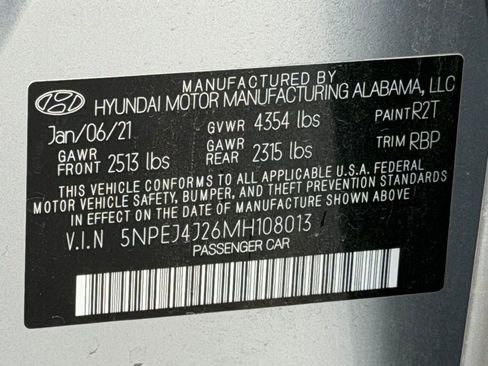 MANUFACTURED BY
HYUNDAI MOTOR MANUFACTURING ALABAMA, LLC
Jan/06/21 GVWR 4354 lbs PAINT R2T
GAWR FRONT 2513 lbs GAWR REAR 2315 lbs TRIM RBP
THIS VEHICLE CONFORMS TO ALL APPLICABLE U.S.A. FEDERAL
MOTOR VEHICLE SAFETY, BUMPER, AND THEFT PREVENTION STANDARDS
IN EFFECT ON THE DATE OF MANUFACTURE SHOWN ABOVE.
V.I.N 5NPEJ4J26MH108013
PASSENGER CAR